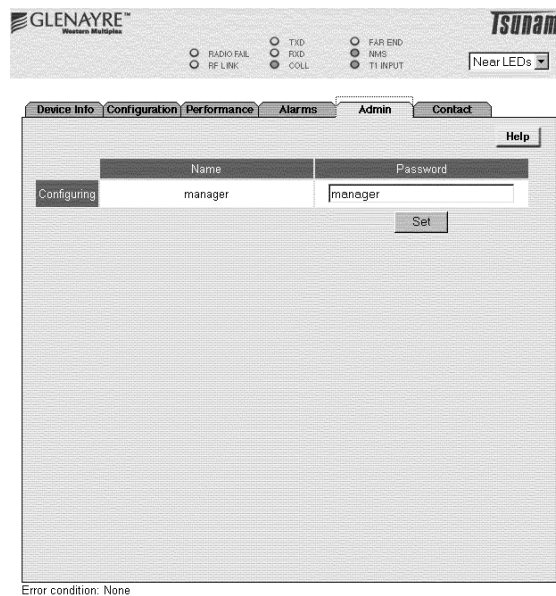 GLENAYRE™
Western Multiplex
Tsunami
TXD
FAR END
RADIO FAIL
RXD
NMS
RF LINK
COLL
T1 INPUT
Near LEDs
Device Info
Configuration
Performance
Alarms
Admin
Contact
Help
Name
Password
Configuring
manager
manager
Set
Error condition: None